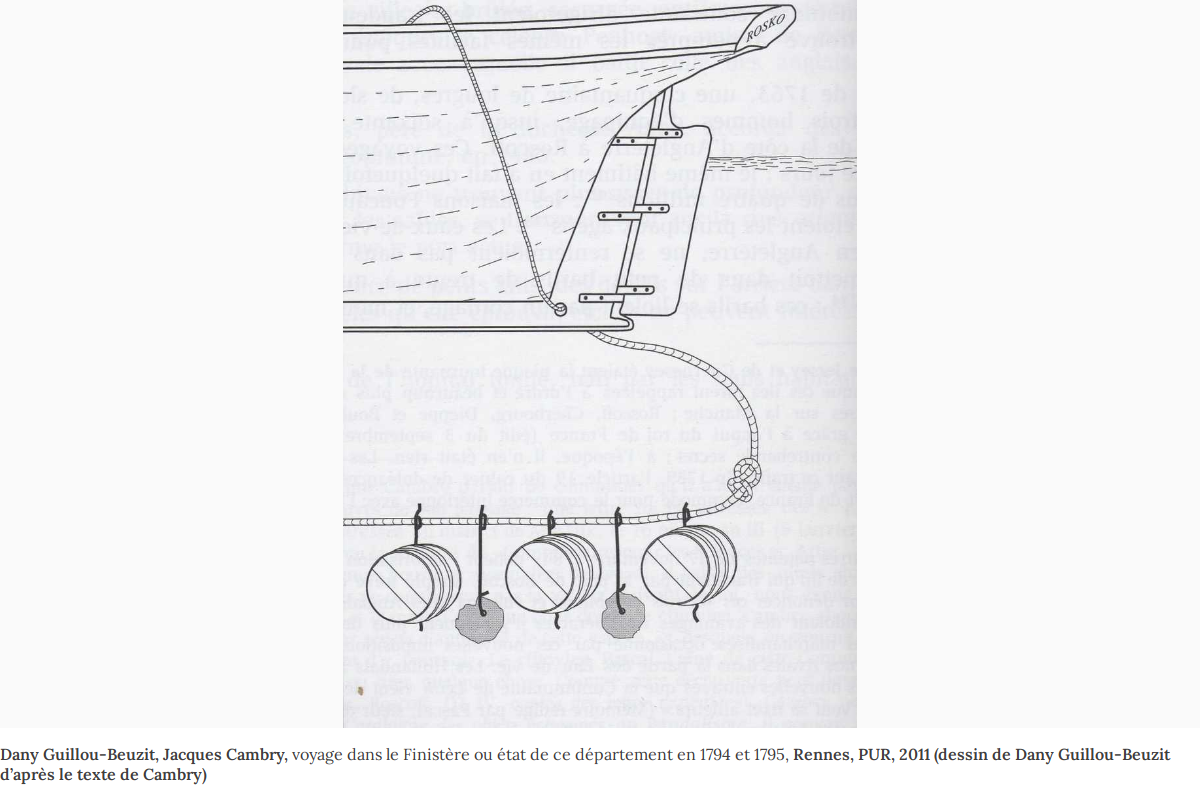 ROSKO
Dany Guillou-Beuzit, Jacques Cambry, voyage dans le Finistère ou état de ce département en 1794 et 1795, Rennes, PUR, 2011 (dessin de Dany Guillou-Beuzit
d'après le texte de Cambry)